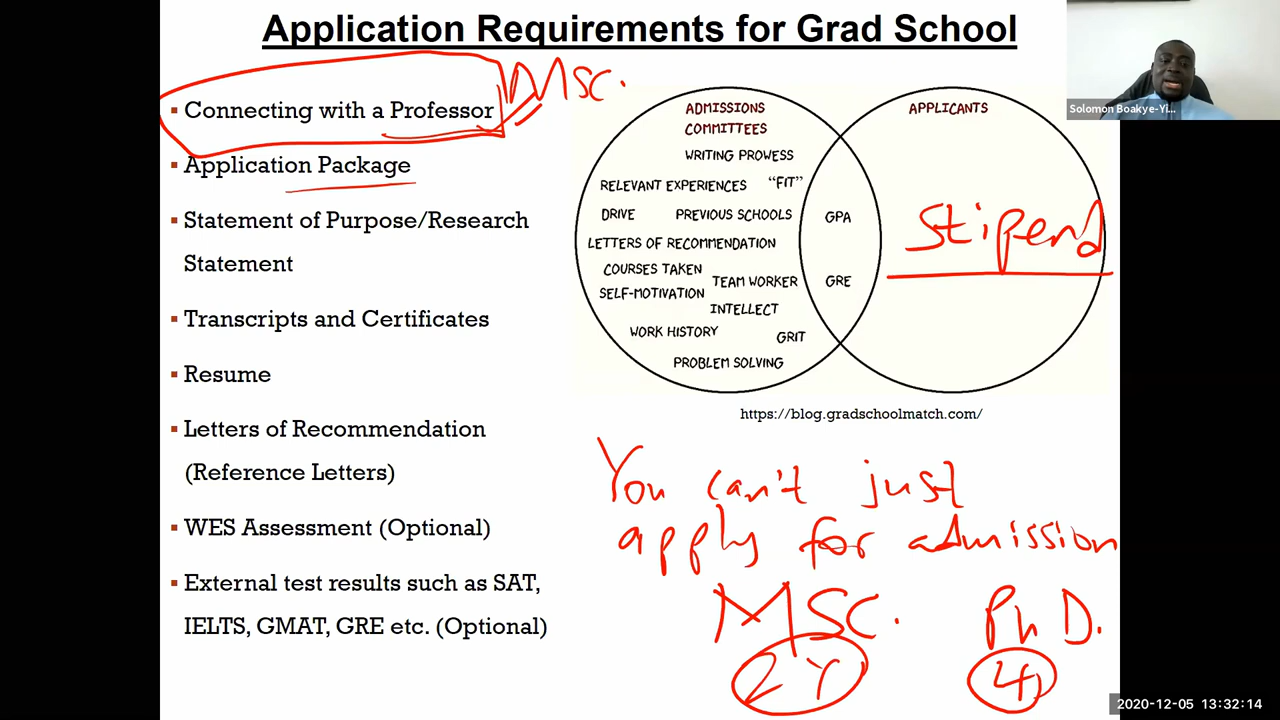 Application Requirements for Grad School
Solomon Boakye-Yi...
▪ Connecting with a Professor
MSC.
▪ Application Package
▪ Statement of Purpose/Research
Statement
▪ Transcripts and Certificates
▪ Resume
▪ Letters of Recommendation
(Reference Letters)
▪ WES Assessment (Optional)
▪ External test results such as SAT,
IELTS, GMAT, GRE etc. (Optional)
ADMISSIONS
COMMITTEES
WRITING PROWESS
RELEVANT EXPERIENCES "FIT"
DRIVE PREVIOUS SCHOOLS
LETTERS OF RECOMMENDATION
COURSES TAKEN
TEAM WORKER
SELF-MOTIVATION
INTELLECT
WORK HISTORY
GRIT
PROBLEM SOLVING
GPA
GRE
APPLICANTS
Stipend
https://blog.gradschoolmatch.com/
You can't just
apply for admission
MSC. Ph D.
2 Y 4
2020-12-05 13:32:14